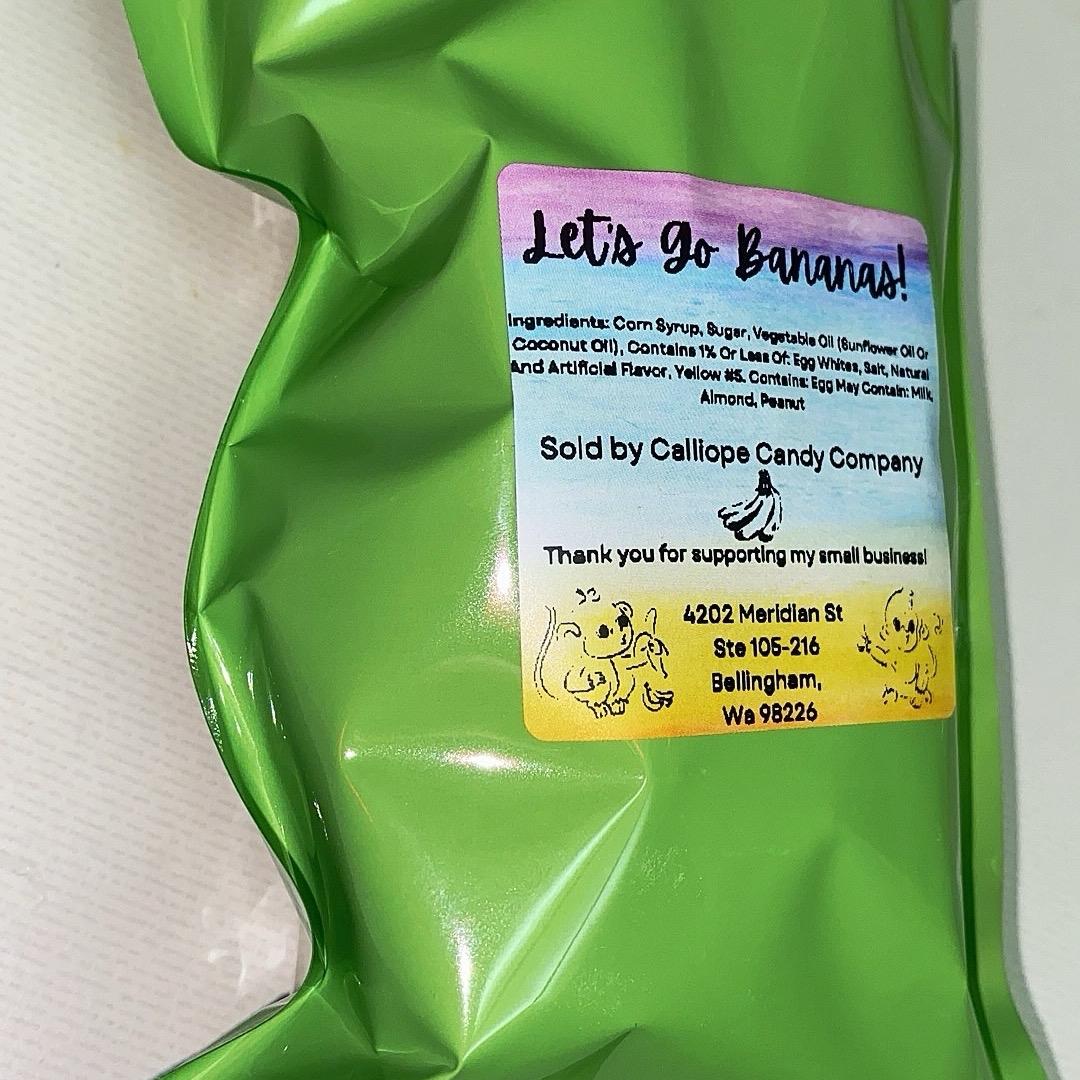 Let's Go Bananas!
Ingredients: Corn Syrup, Sugar, Vegetable Oil (Sunflower Oil Or
Coconut Oil), Contains 1% Or Less Of: Egg Whites, Salt, Natural
And Artificial Flavor, Yellow #5. Contains: Egg May Contain: Milk,
Almond, Peanut
Sold by Calliope Candy Company
Thank you for supporting my small business!
4202 Meridian St
Ste 105-216
Bellingham,
Wa 98226